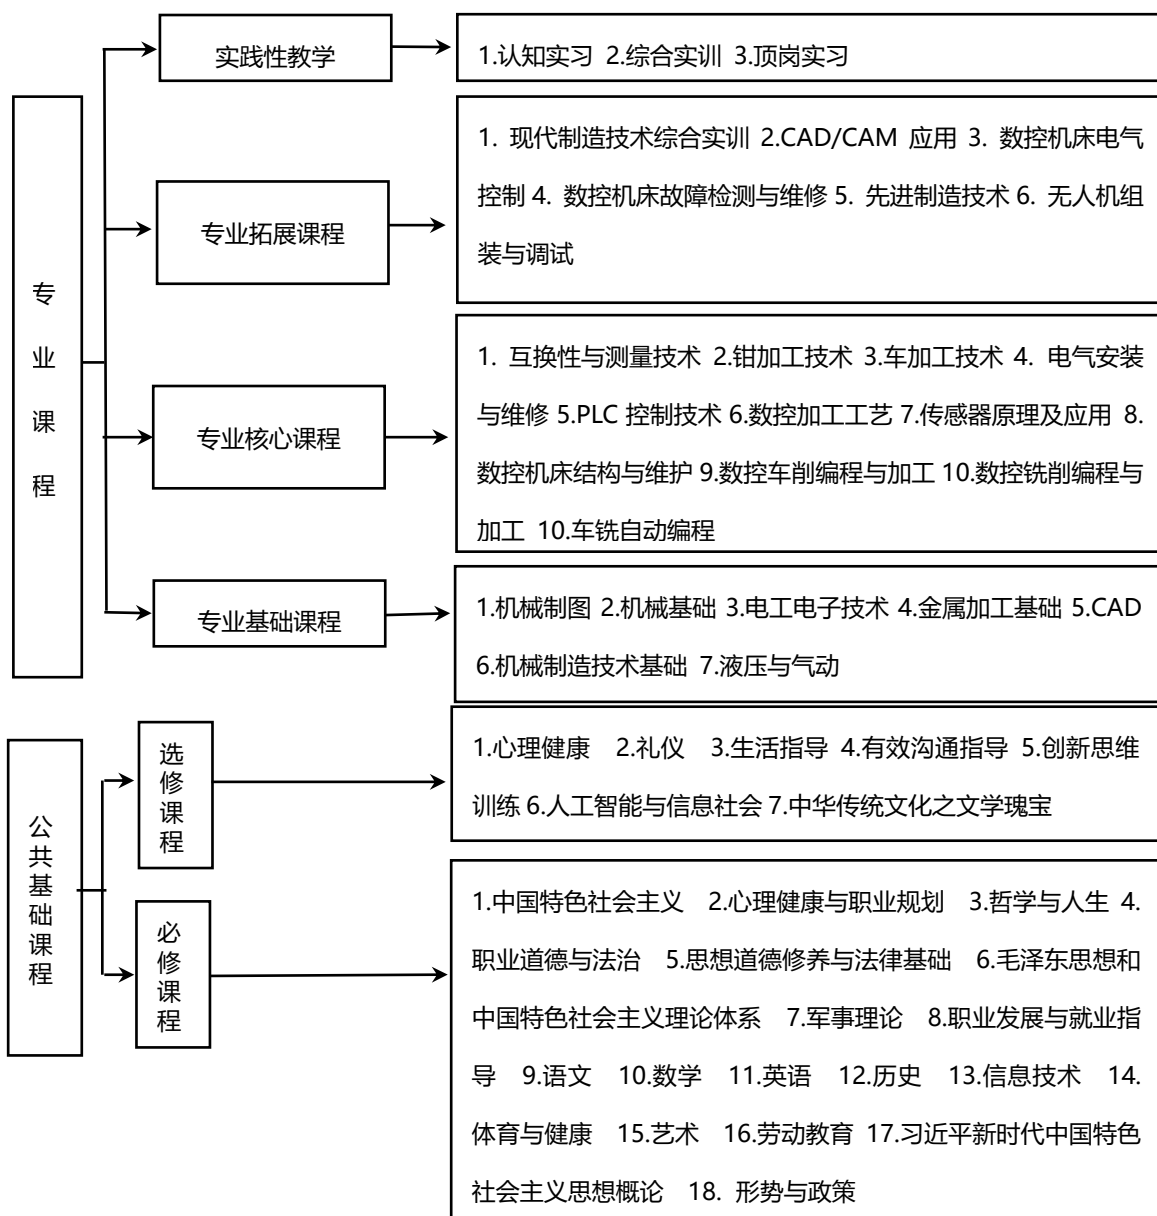 专业课程
实践性教学
1.认知实习 2.综合实训 3.顶岗实习
专业拓展课程
1. 现代制造技术综合实训 2.CAD/CAM 应用 3. 数控机床电气
控制 4. 数控机床故障检测与维修 5. 先进制造技术 6. 无人机组
装与调试
专业核心课程
1. 互换性与测量技术 2.钳加工技术 3.车加工技术 4. 电气安装
与维修 5.PLC 控制技术 6.数控加工工艺 7.传感器原理及应用 8.
数控机床结构与维护 9.数控车削编程与加工 10.数控铣削编程与
加工 10.车铣自动编程
专业基础课程
1.机械制图 2.机械基础 3.电工电子技术 4.金属加工基础 5.CAD
6.机械制造技术基础 7.液压与气动
公共基础课程
选修课程
1.心理健康 2.礼仪 3.生活指导 4.有效沟通指导 5.创新思维
训练 6.人工智能与信息社会 7.中华传统文化之文学瑰宝
必修课程
1.中国特色社会主义 2.心理健康与职业规划 3.哲学与人生 4.
职业道德与法治 5.思想道德修养与法律基础 6.毛泽东思想和
中国特色社会主义理论体系 7.军事理论 8.职业发展与就业指
导 9.语文 10.数学 11.英语 12.历史 13.信息技术 14.
体育与健康 15.艺术 16.劳动教育 17.习近平新时代中国特色
社会主义思想概论 18. 形势与政策